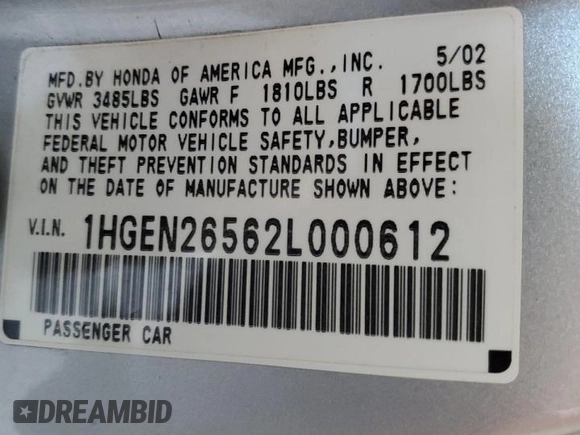 MFD.BY HONDA OF AMERICA MFG.,INC. 5/02
GVWR 3485LBS GAWR F 1810LBS R 1700LBS
THIS VEHICLE CONFORMS TO ALL APPLICABLE
FEDERAL MOTOR VEHICLE SAFETY,BUMPER,
AND THEFT PREVENTION STANDARDS IN EFFECT
ON THE DATE OF MANUFACTURE SHOWN ABOVE:
V.I.N. 1HGEN26562L000612
PASSENGER CAR
DREAMBID